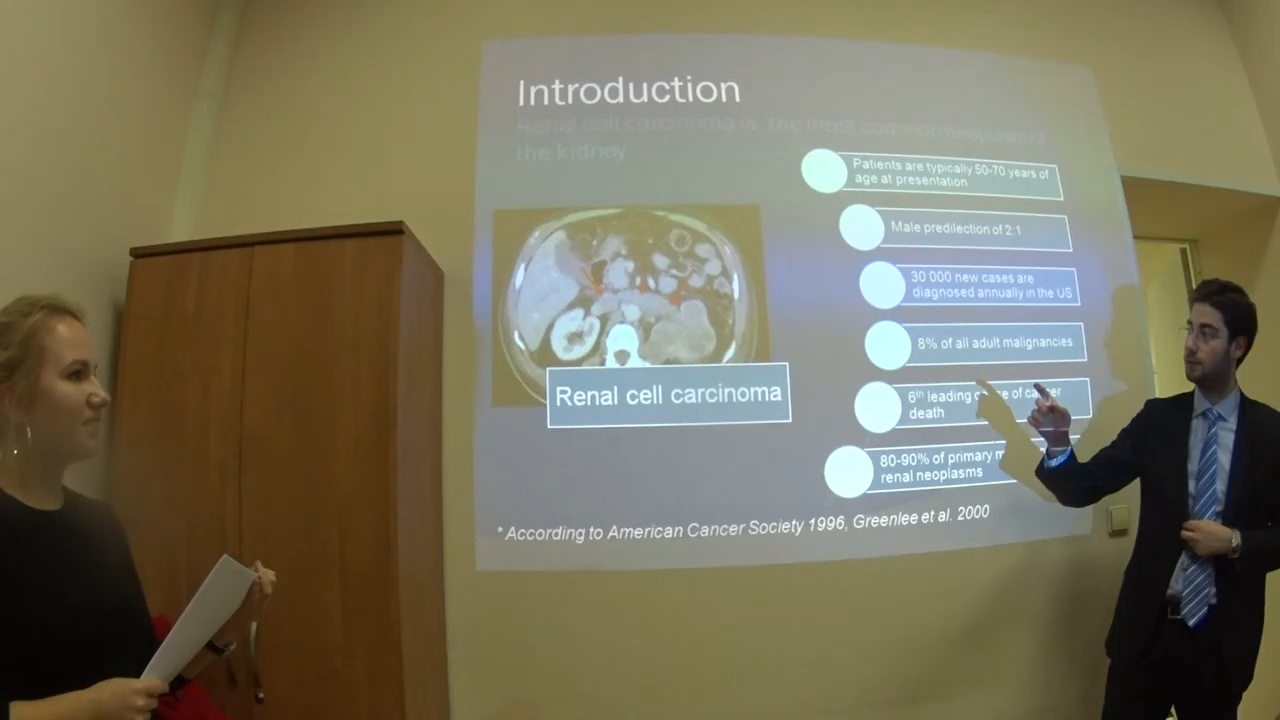 Introduction
Renal cell carcinoma is the most common neoplasm of
the kidney
Patients are typically 50-70 years of
age at presentation
Male predilection of 2:1
30 000 new cases are
diagnosed annually in the US
8% of all adult malignancies
6th leading of cancer
death
80-90% of primary
renal neoplasms
Renal cell carcinoma
* According to American Cancer Society 1996, Greenlee et al. 2000